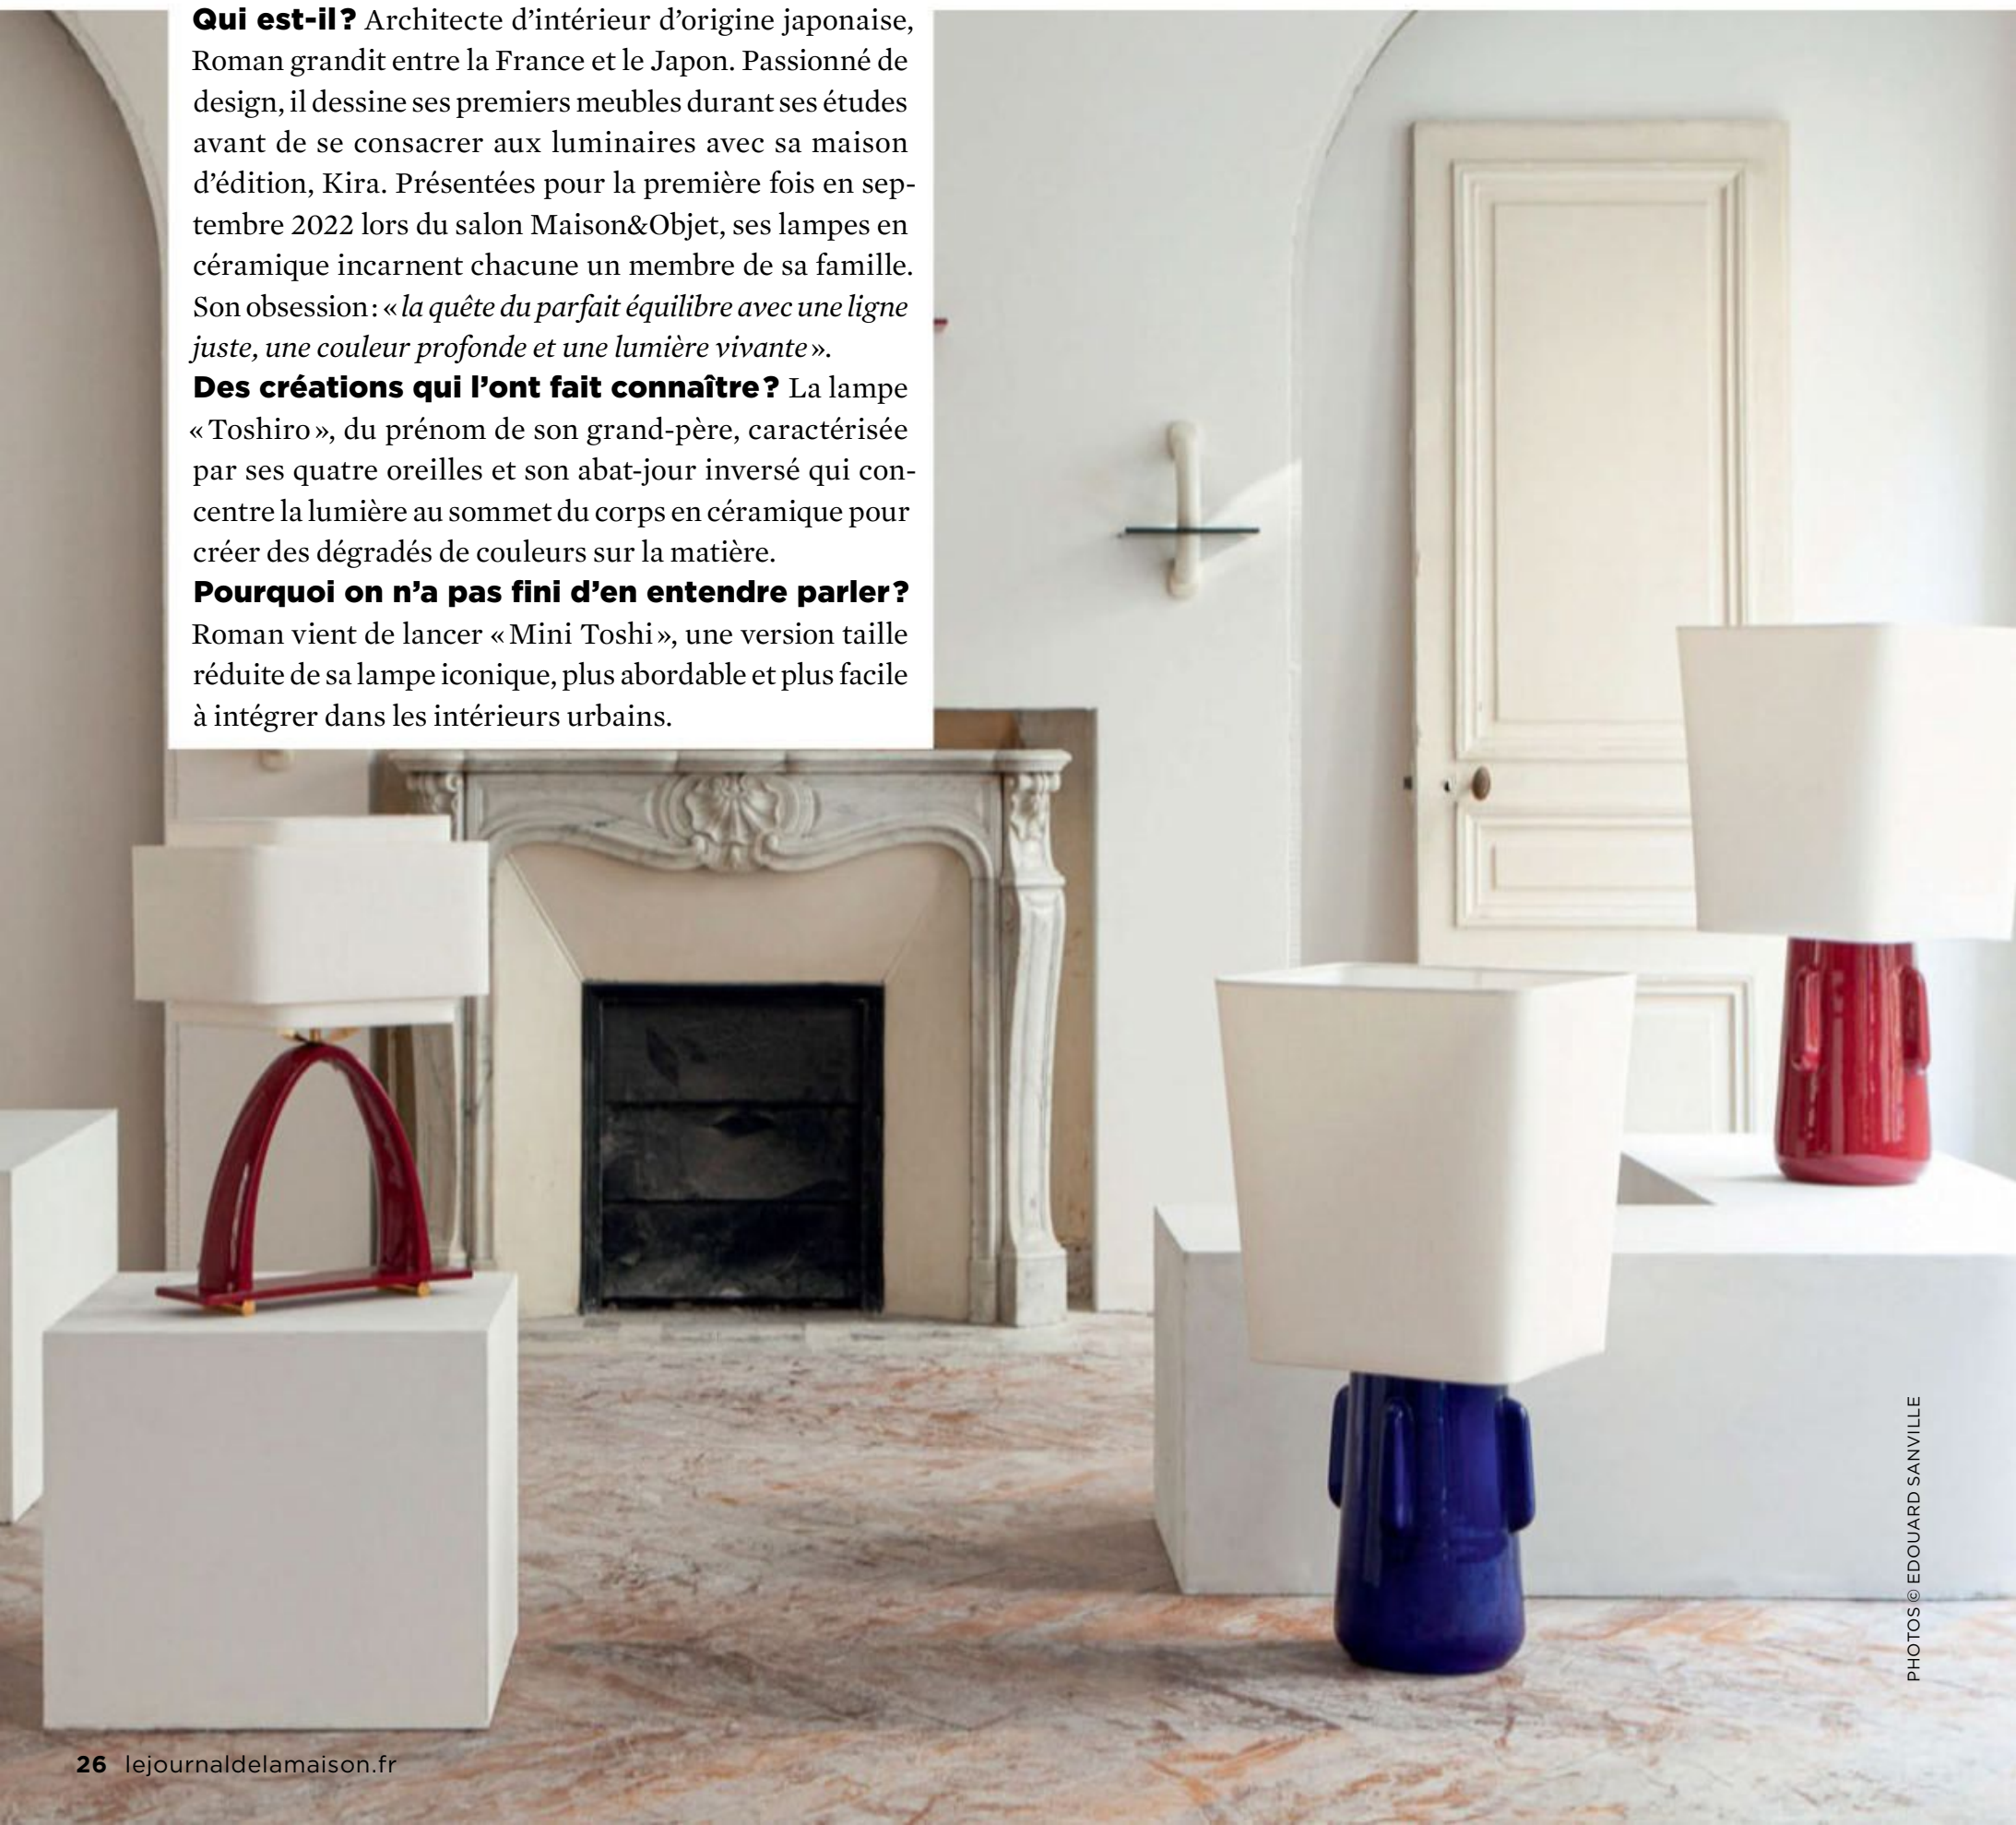 Qui est-il ? Architecte d’intérieur d’origine japonaise,
Roman grandit entre la France et le Japon. Passionné de
design, il dessine ses premiers meubles durant ses études
avant de se consacrer aux luminaires avec sa maison
d’édition, Kira. Présentées pour la première fois en sep-
tembre 2022 lors du salon Maison&Objet, ses lampes en
céramique incarnent chacune un membre de sa famille.
Son obsession : « la quête du parfait équilibre avec une ligne
juste, une couleur profonde et une lumière vivante ».
Des créations qui l’ont fait connaître ? La lampe
« Toshiro », du prénom de son grand-père, caractérisée
par ses quatre oreilles et son abat-jour inversé qui con-
centre la lumière au sommet du corps en céramique pour
créer des dégradés de couleurs sur la matière.
Pourquoi on n’a pas fini d’en entendre parler ?
Roman vient de lancer « Mini Toshi », une version taille
réduite de sa lampe iconique, plus abordable et plus facile
à intégrer dans les intérieurs urbains.
PHOTOS © EDOUARD SANVILLE
26 lejournaldelamaison.fr